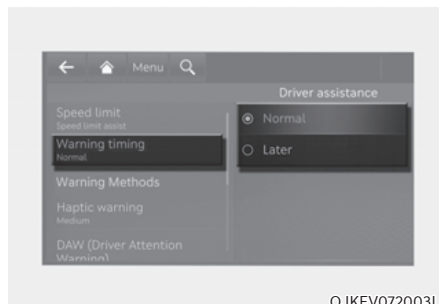 Menu
Driver assistance
Speed limit
Speed limit assist
Warning timing
Normal
Warning Methods
Haptic warning
Medium
DAW (Driver Attention
Warning)
Normal
Later
OJKEV072003L